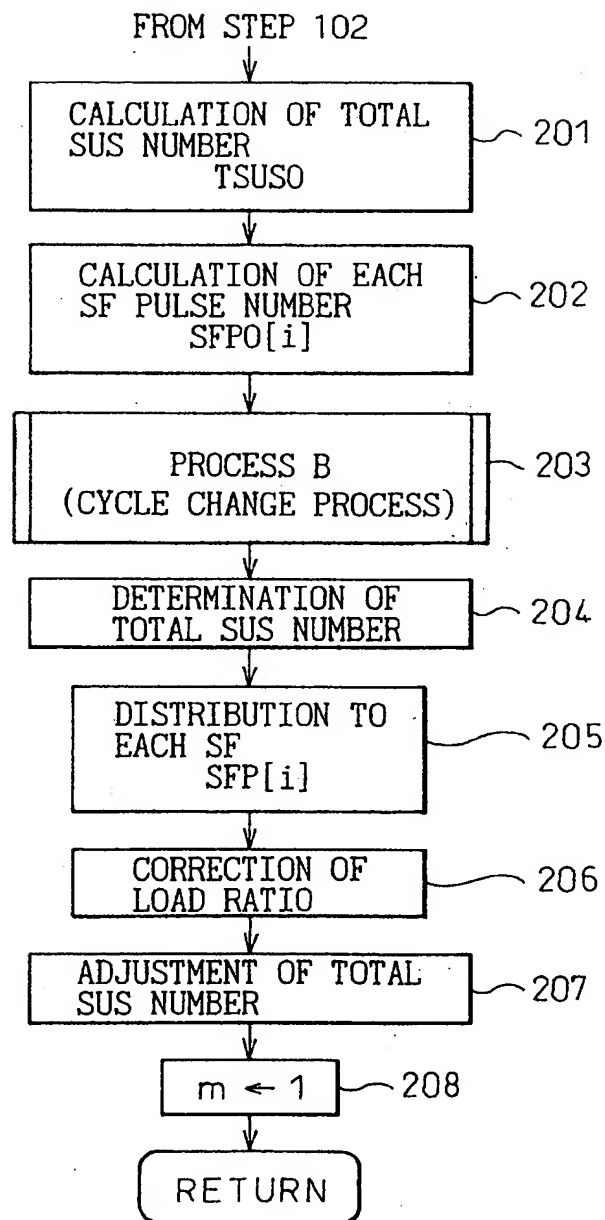 FROM STEP 102
CALCULATION OF TOTAL
SUS NUMBER
TSUSO
201
CALCULATION OF EACH
SF PULSE NUMBER
SFPO[i]
202
PROCESS B
(CYCLE CHANGE PROCESS)
203
DETERMINATION OF
TOTAL SUS NUMBER
204
DISTRIBUTION TO
EACH SF
SFP[i]
205
CORRECTION OF
LOAD RATIO
206
ADJUSTMENT OF TOTAL
SUS NUMBER
207
m ← 1
208
RETURN